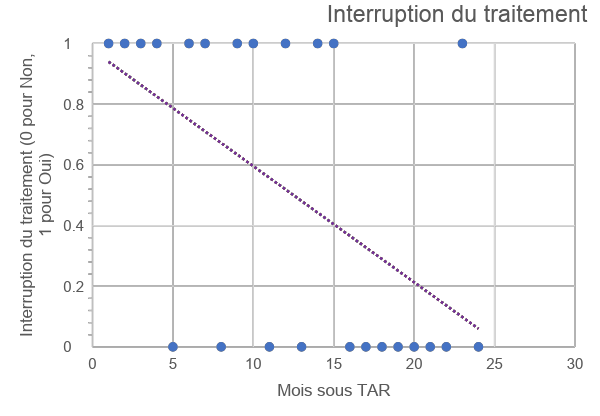 Interruption du traitement
Interruption du traitement (0 pour Non,
1 pour Oui)
1
0.8
0.6
0.4
0.2
0
0 5 10 15 20 25 30
Mois sous TAR